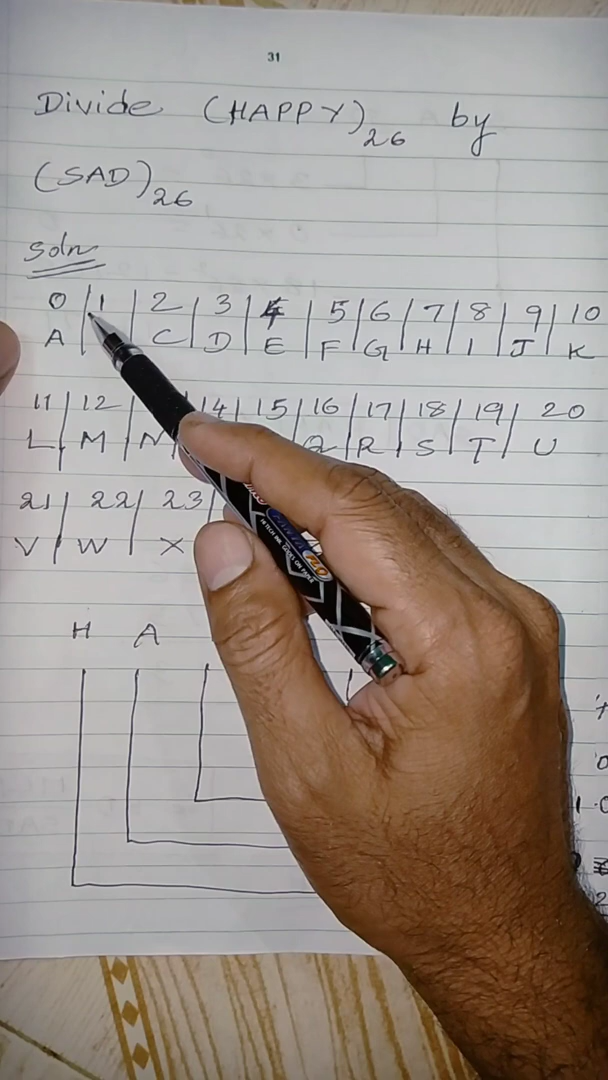 31
Divide (HAPPY)26 by
(SAD)26
Soln
0 | 1 | 2 | 3 | 4 | 5 | 6 | 7 | 8 | 9 | 10
A | | C | D | E | F | G | H | I | J | K
11 | 12 | 14 | 15 | 16 | 17 | 18 | 19 | 20
L | M | N Q | R | S | T | U
21 | 22 | 23
V | W | X
H A